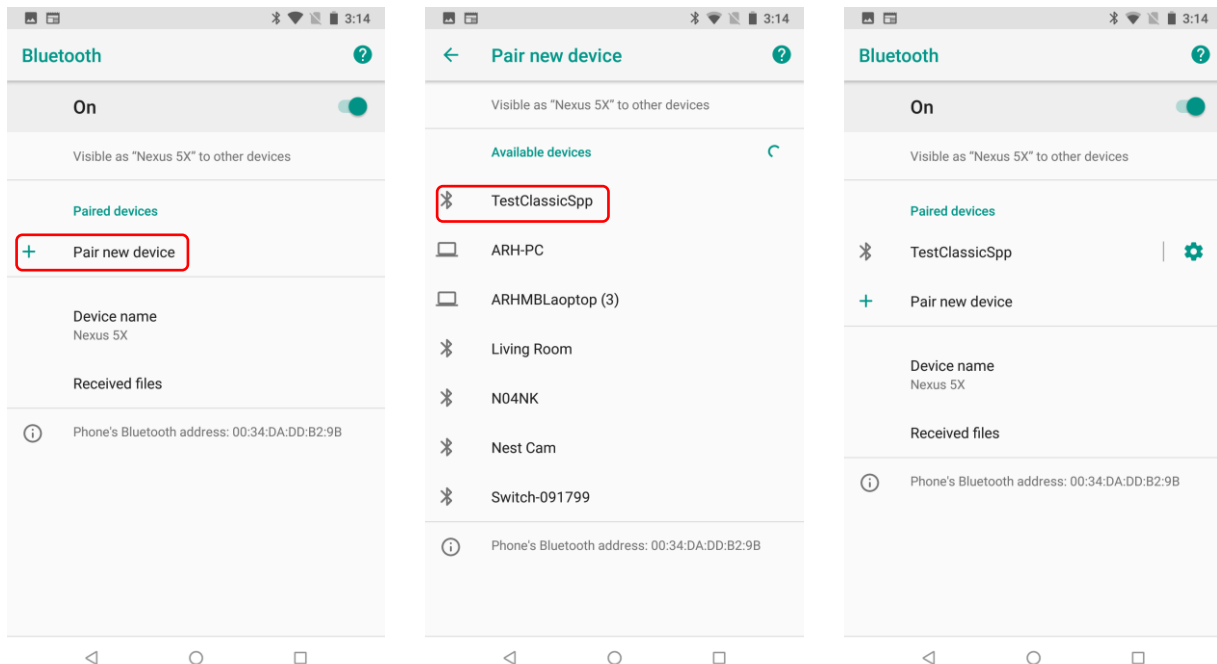 3:14
Bluetooth
On
Visible as “Nexus 5X” to other devices
Paired devices
Pair new device
Device name
Nexus 5X
Received files
Phone's Bluetooth address: 00:34:DA:DD:B2:9B
3:14
Pair new device
Visible as “Nexus 5X” to other devices
Available devices
TestClassicSpp
ARH-PC
ARHMBLaoptop (3)
Living Room
N04NK
Nest Cam
Switch-091799
Phone's Bluetooth address: 00:34:DA:DD:B2:9B
3:14
Bluetooth
On
Visible as “Nexus 5X” to other devices
Paired devices
TestClassicSpp
Pair new device
Device name
Nexus 5X
Received files
Phone's Bluetooth address: 00:34:DA:DD:B2:9B